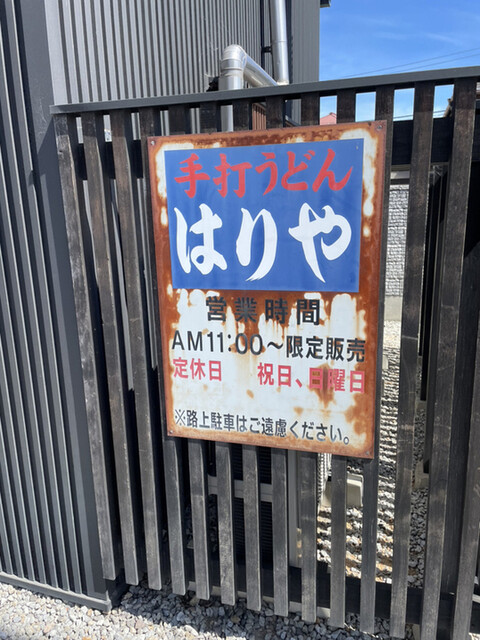 手打うどん
はりや
営業時間
AM11:00〜限定販売
定休日 祝日、日曜日
※路上駐車はご遠慮ください。